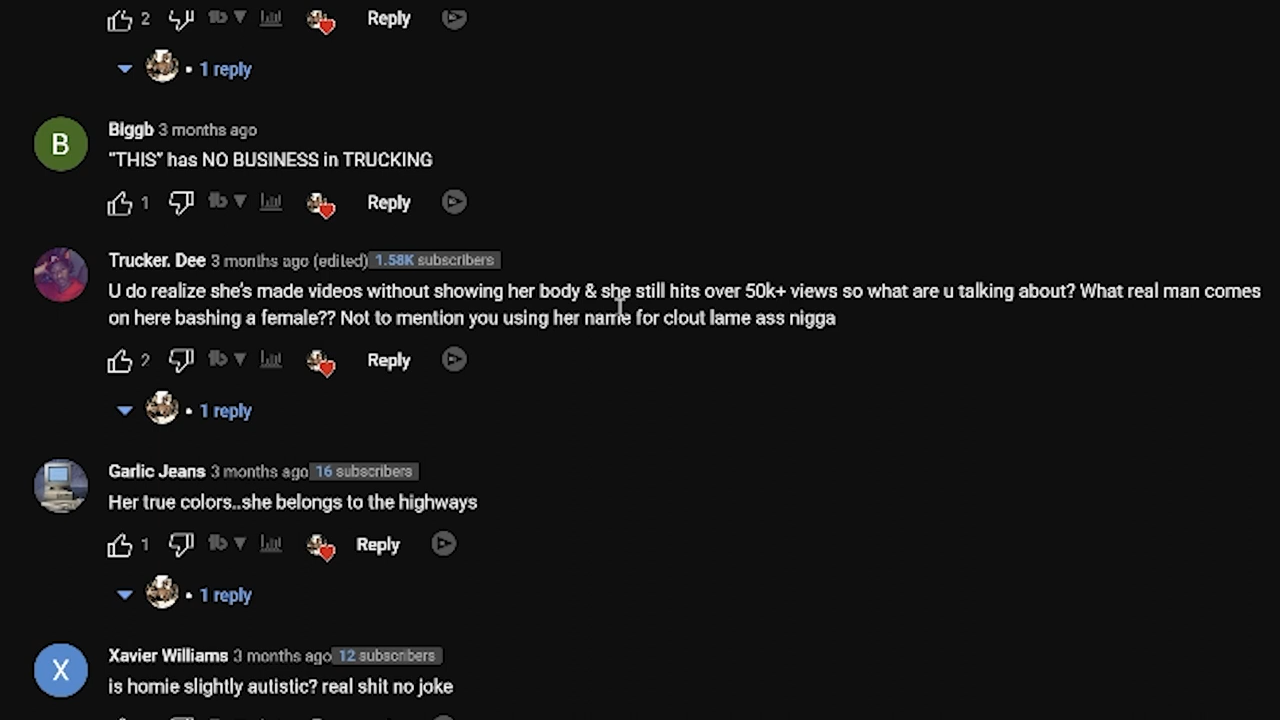 2 Reply
• 1 reply
B
Biggb 3 months ago
"THIS" has NO BUSINESS in TRUCKING
1 Reply
Trucker. Dee 3 months ago (edited) 1.58K subscribers
U do realize she's made videos without showing her body & she still hits over 50k+ views so what are u talking about? What real man comes
on here bashing a female?? Not to mention you using her name for clout lame ass nigga
2 Reply
• 1 reply
Garlic Jeans 3 months ago 16 subscribers
Her true colors..she belongs to the highways
1 Reply
• 1 reply
X
Xavier Williams 3 months ago 12 subscribers
is homie slightly autistic? real shit no joke